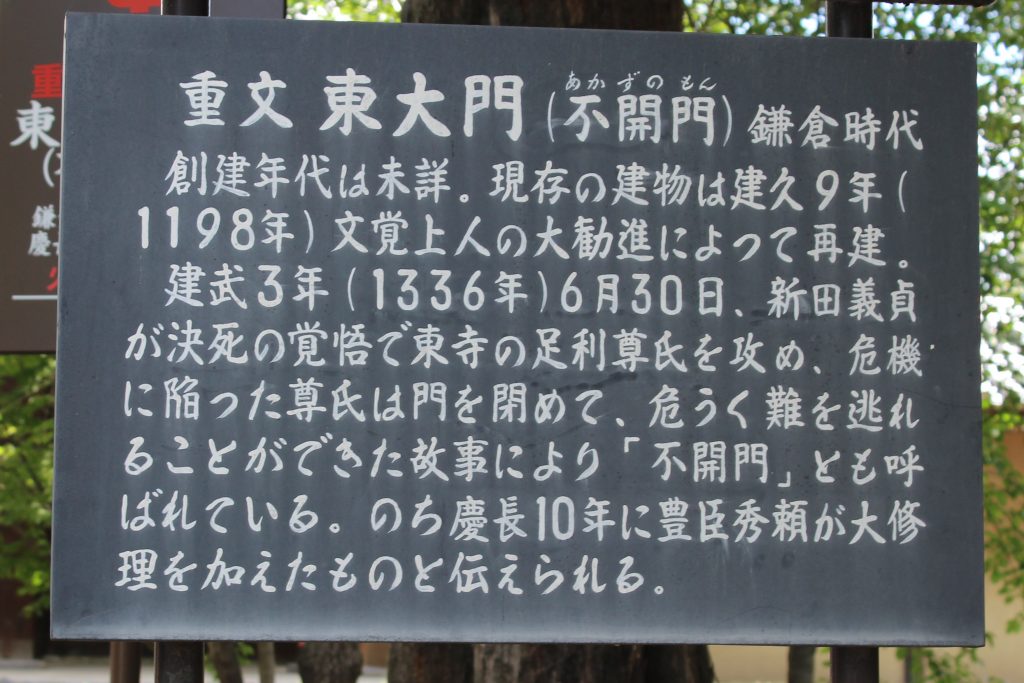 重文 東大門(不開門)鎌倉時代
あかずのもん
創建年代は未詳。現存の建物は建久9年(
1198年)文覚上人の大勧進によって再建。
建武3年(1336年)6月30日、新田義貞
が決死の覚悟で東寺の足利尊氏を攻め、危機
に陥った尊氏は門を閉めて、危うく難を逃れ
ることができた故事により「不開門」とも呼
ばれている。のち慶長10年に豊臣秀頼が大修
理を加えたものと伝えられる。
重
東
鎌
慶